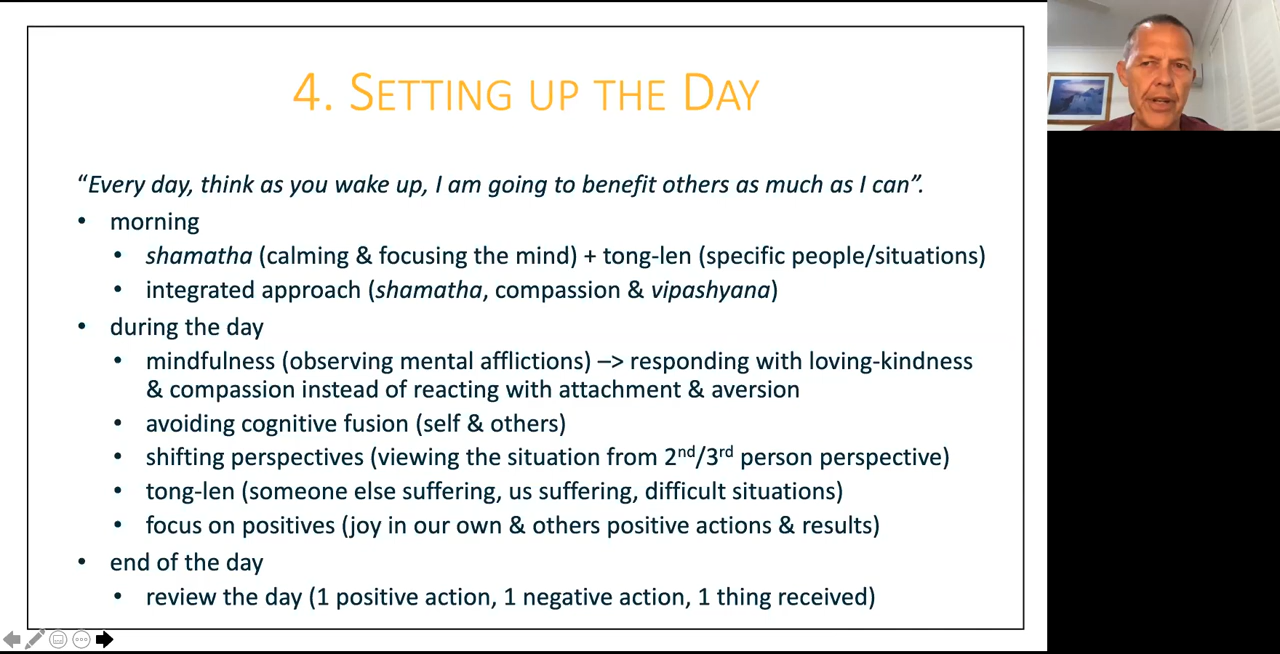 4. SETTING UP THE DAY
“Every day, think as you wake up, I am going to benefit others as much as I can”.
• morning
• shamatha (calming & focusing the mind) + tong-len (specific people/situations)
• integrated approach (shamatha, compassion & vipashyana)
• during the day
• mindfulness (observing mental afflictions) –> responding with loving-kindness
& compassion instead of reacting with attachment & aversion
• avoiding cognitive fusion (self & others)
• shifting perspectives (viewing the situation from 2nd/3rd person perspective)
• tong-len (someone else suffering, us suffering, difficult situations)
• focus on positives (joy in our own & others positive actions & results)
• end of the day
• review the day (1 positive action, 1 negative action, 1 thing received)